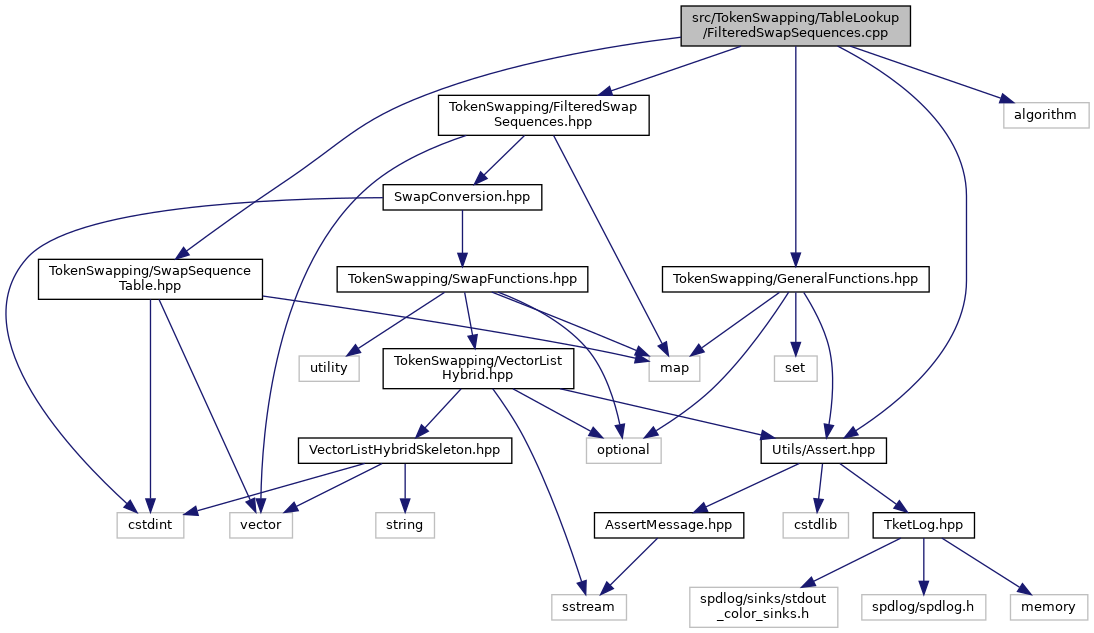 src/TokenSwapping/TableLookup
/FilteredSwapSequences.cpp
TokenSwapping/FilteredSwap
Sequences.hpp
algorithm
SwapConversion.hpp
TokenSwapping/SwapSequence
Table.hpp
TokenSwapping/SwapFunctions.hpp
TokenSwapping/GeneralFunctions.hpp
utility
TokenSwapping/VectorList
Hybrid.hpp
map
set
VectorListHybridSkeleton.hpp
optional
Utils/Assert.hpp
cstdint
vector
string
AssertMessage.hpp
cstdlib
TketLog.hpp
sstream
spdlog/sinks/stdout
_color_sinks.h
spdlog/spdlog.h
memory